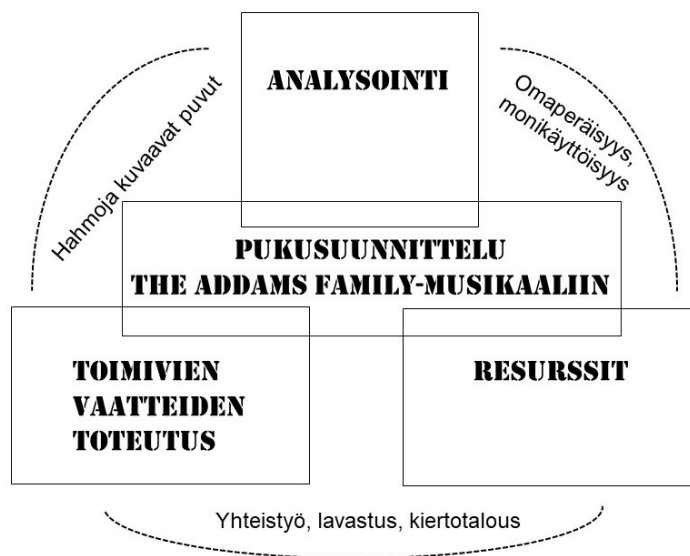 ANALYSOINTI
Hahmoja kuvaavat puvut
Omaperäisyys,
monikäyttöisyys
PUKUSUUNNITTELU
THE ADDAMS FAMILY-MUSIKAALIIN
TOIMIVIEN
VAATTEIDEN
TOTEUTUS
RESURSSIT
Yhteistyö, lavastus, kiertotalous